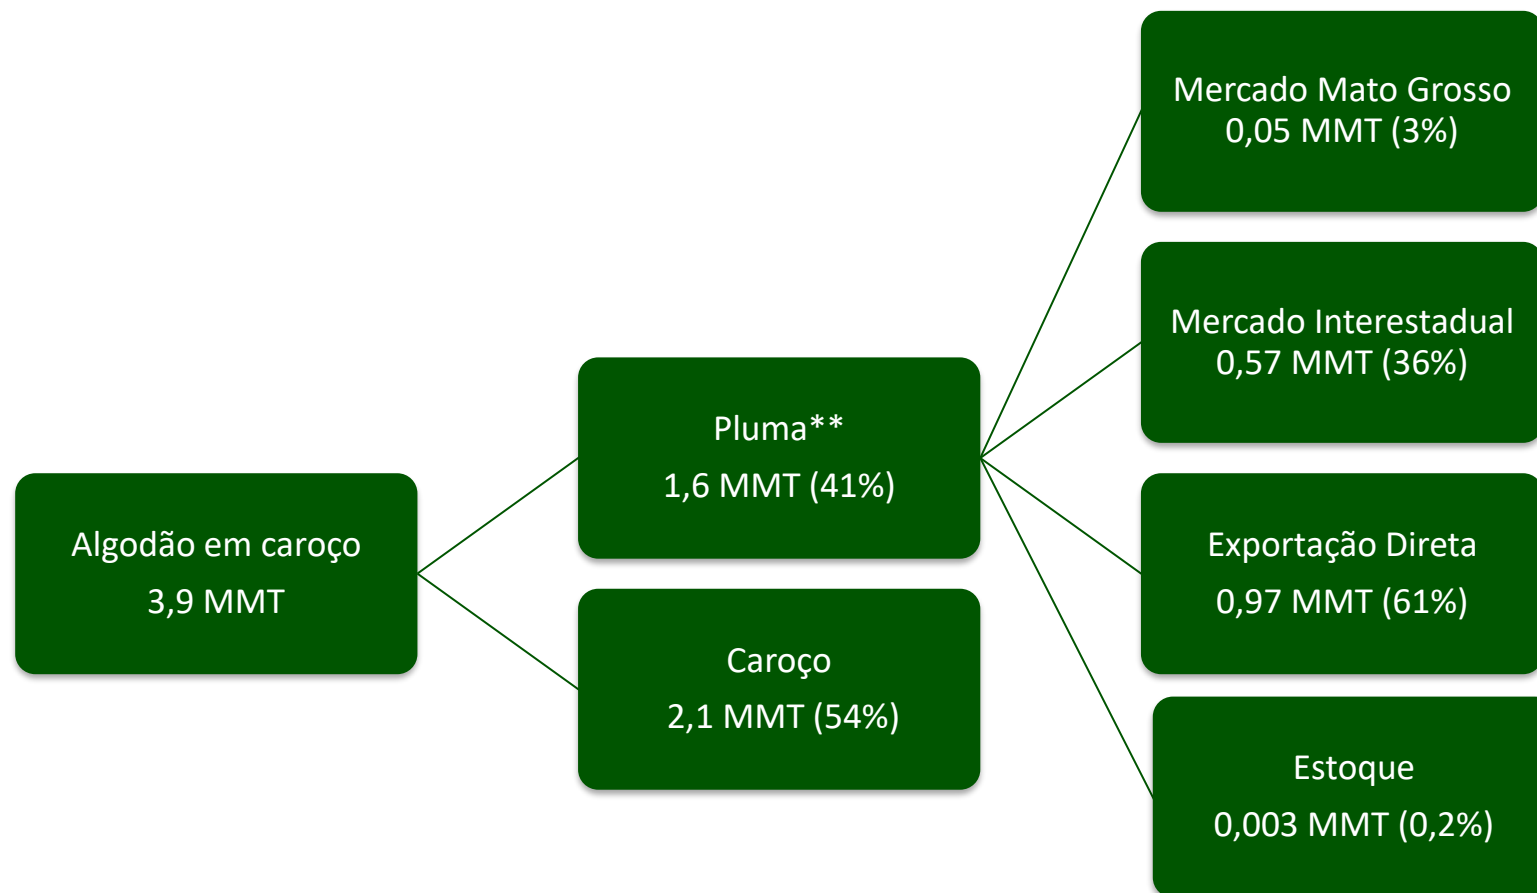 Algodão em caroço
3,9 MMT
Pluma**
1,6 MMT (41%)
Caroço
2,1 MMT (54%)
Mercado Mato Grosso
0,05 MMT (3%)
Mercado Interestadual
0,57 MMT (36%)
Exportação Direta
0,97 MMT (61%)
Estoque
0,003 MMT (0,2%)